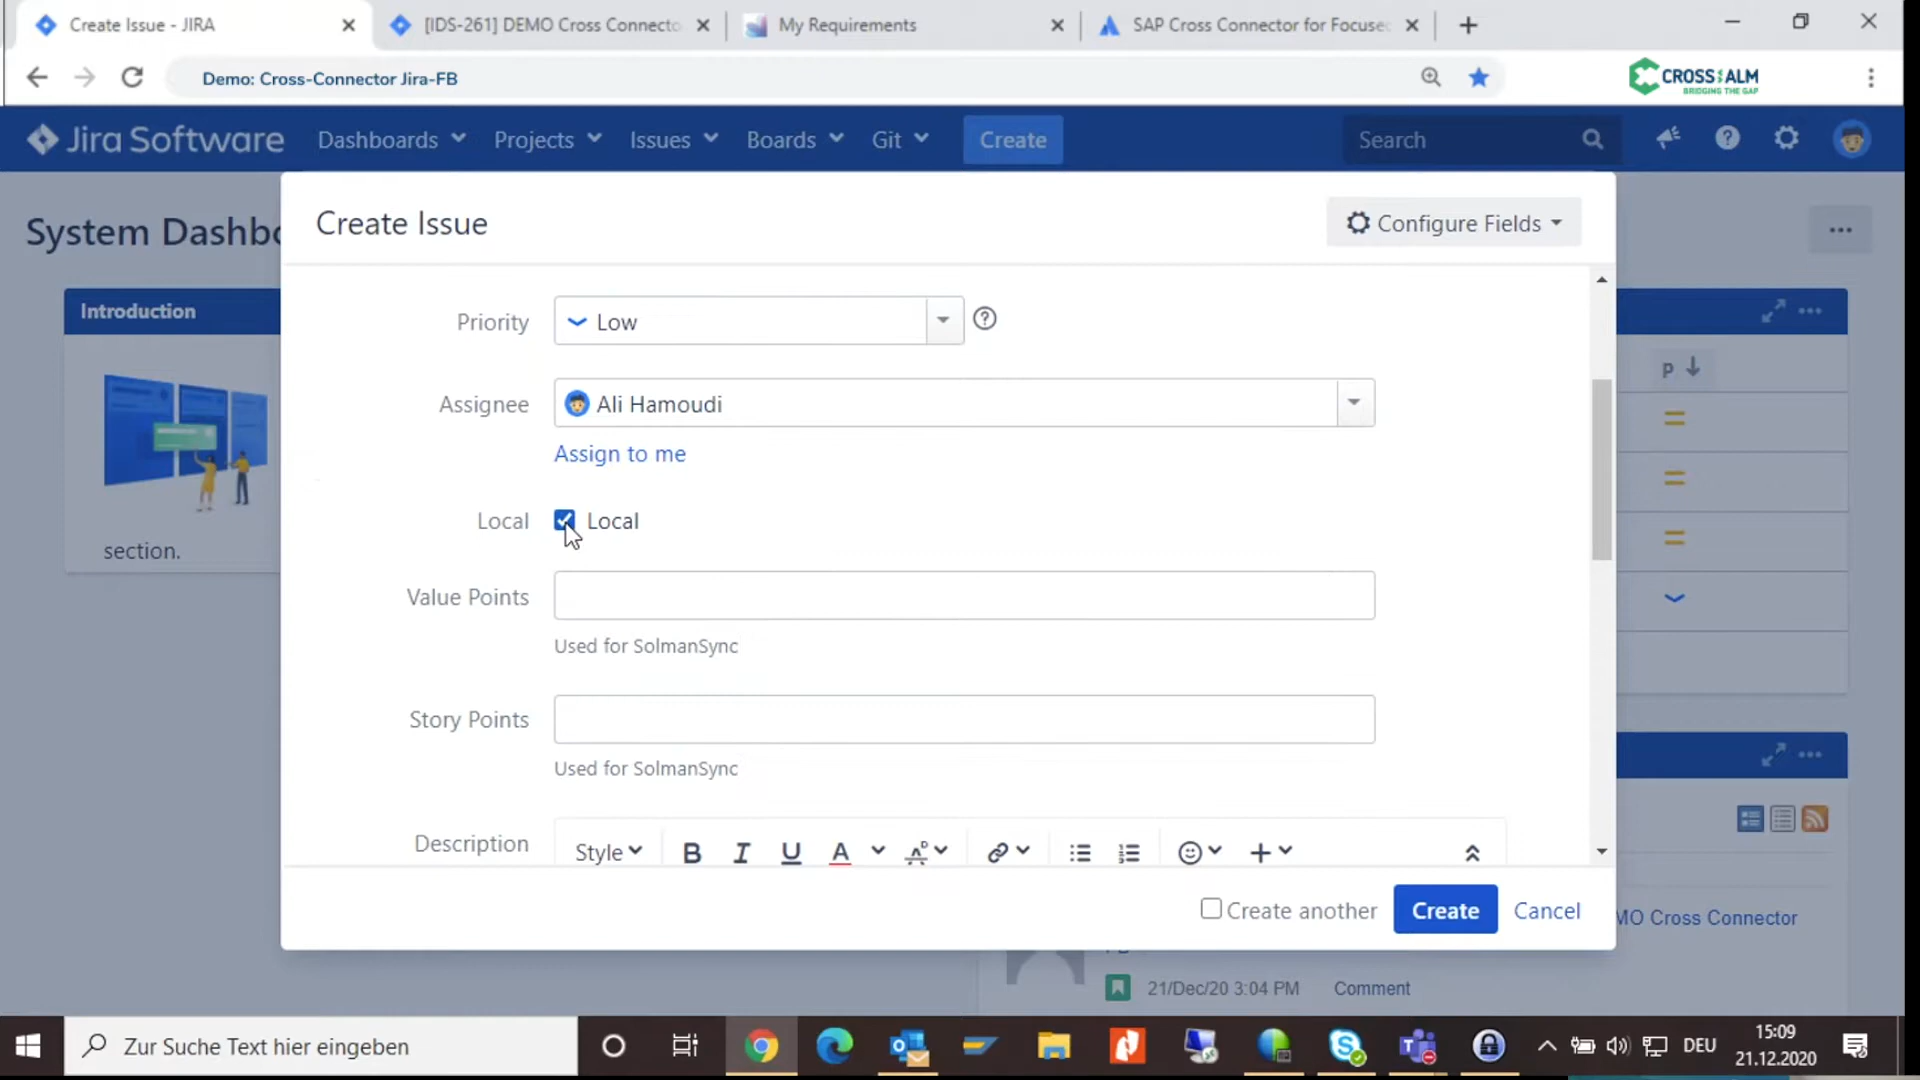 Create Issue - JIRA
[IDS-261] DEMO Cross Connecto
My Requirements
SAP Cross Connector for Focuse
Demo: Cross-Connector Jira-FB
CROSS ALM
BRIDGING THE GAP
Jira Software
Dashboards
Projects
Issues
Boards
Git
Create
Search
System Dashbo
Create Issue
Configure Fields
Introduction
section.
Priority
Low
p
Assignee
Ali Hamoudi
Assign to me
Local
Local
Value Points
Used for SolmanSync
Story Points
Used for SolmanSync
Description
Style
B
I
U
A
Create another
Create
Cancel
MO Cross Connector
21/Dec/20 3:04 PM
Comment
Zur Suche Text hier eingeben
DEU
15:09
21.12.2020